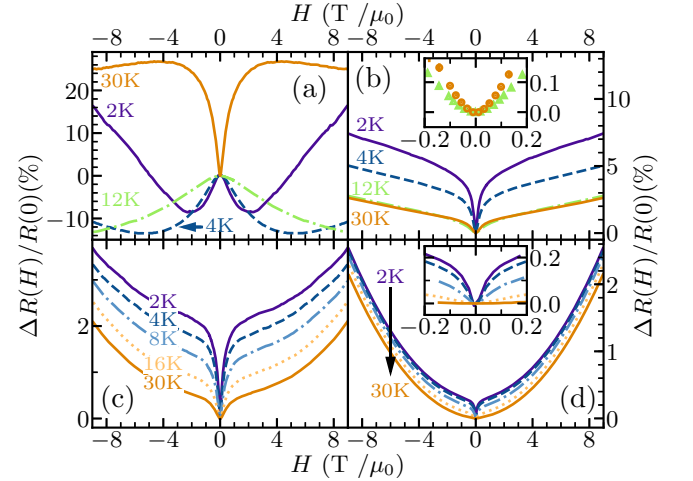 H (T /μ₀)
−8 −4 0 4 8 −8 −4 0 4 8
ΔR(H)/R(0)(%)
20
10
0
−10
30K
2K
12K
4K
(a)
(b)
2K
4K
12K
30K
0.1
0.0
−0.2 0.0 0.2
10
5
0
ΔR(H)/R(0)(%)
2
0
2K
4K
8K
16K
30K
(c)
2K
30K
(d)
0.2
0.0
−0.2 0.0 0.2
2
1
0
−8 −4 0 4 8 −8 −4 0 4 8
H (T /μ₀)